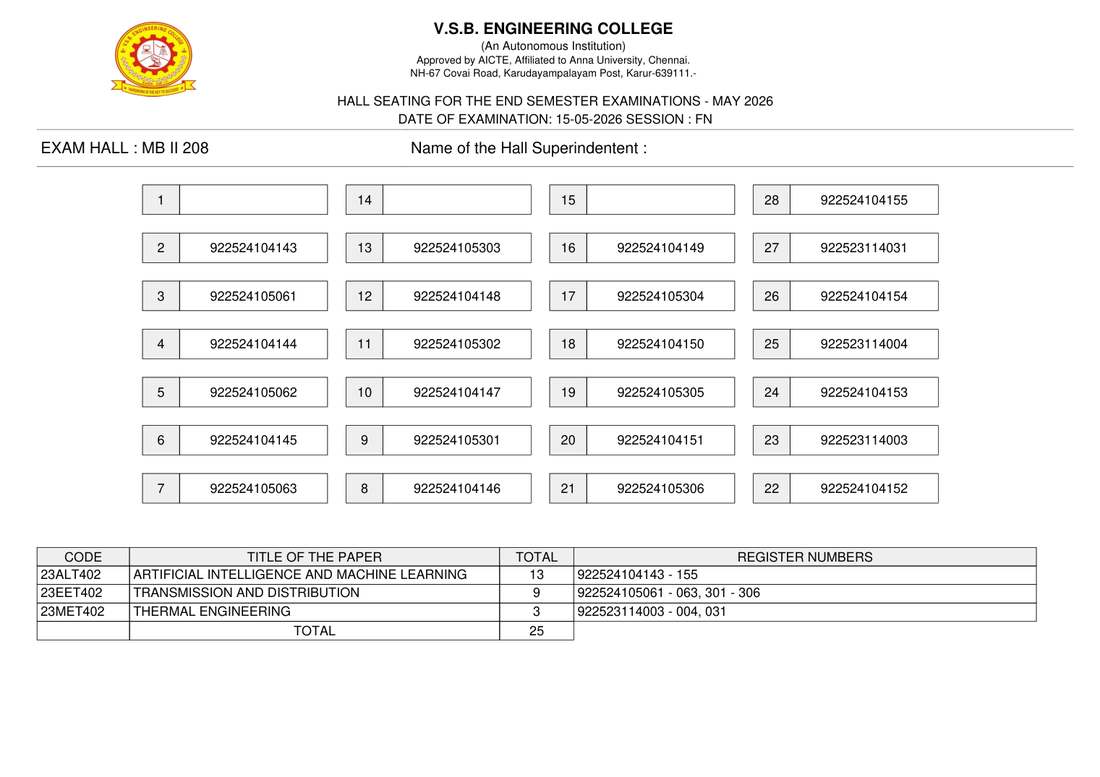 V.S.B. ENGINEERING COLLEGE
(An Autonomous Institution)
Approved by AICTE, Affiliated to Anna University, Chennai.
NH-67 Covai Road, Karudayampalayam Post, Karur-639111.-
HALL SEATING FOR THE END SEMESTER EXAMINATIONS - MAY 2026
DATE OF EXAMINATION: 15-05-2026 SESSION : FN
EXAM HALL : MB II 208 Name of the Hall Superindentent :
1 14 15 28 922524104155
2 922524104143 13 922524105303 16 922524104149 27 922523114031
3 922524105061 12 922524104148 17 922524105304 26 922524104154
4 922524104144 11 922524105302 18 922524104150 25 922523114004
5 922524105062 10 922524104147 19 922524105305 24 922524104153
6 922524104145 9 922524105301 20 922524104151 23 922523114003
7 922524105063 8 922524104146 21 922524105306 22 922524104152
CODE TITLE OF THE PAPER TOTAL REGISTER NUMBERS
23ALT402 ARTIFICIAL INTELLIGENCE AND MACHINE LEARNING 13 922524104143 - 155
23EET402 TRANSMISSION AND DISTRIBUTION 9 922524105061 - 063, 301 - 306
23MET402 THERMAL ENGINEERING 3 922523114003 - 004, 031
TOTAL 25